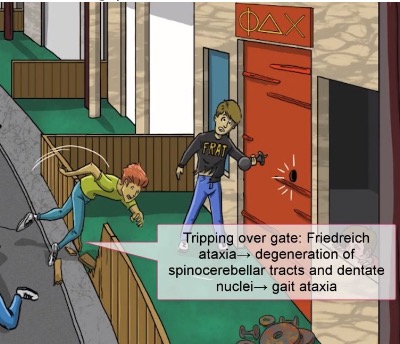 ΦΔΧ
FRAT
Tripping over gate: Friedreich
ataxia→ degeneration of
spinocerebellar tracts and dentate
nuclei→ gait ataxia